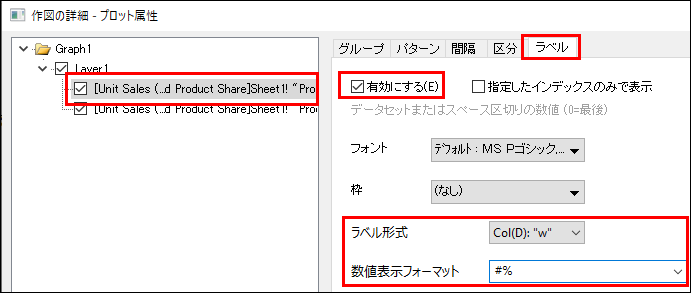 作図の詳細 - プロット属性
Graph1
Layer1
[Unit Sales (...d Product Share]Sheet1! "Pro
[Unit Sales (...d Product Share]Sheet1! "Pro
グループ パターン 間隔 区分 ラベル
有効にする(E) 指定したインデックスのみで表示
データセットまたはスペース区切りの数値 (0=最後)
フォント デフォルト : MS Pゴシック,...
枠 (なし)
ラベル形式 Col(D): "w"
数値表示フォーマット #%